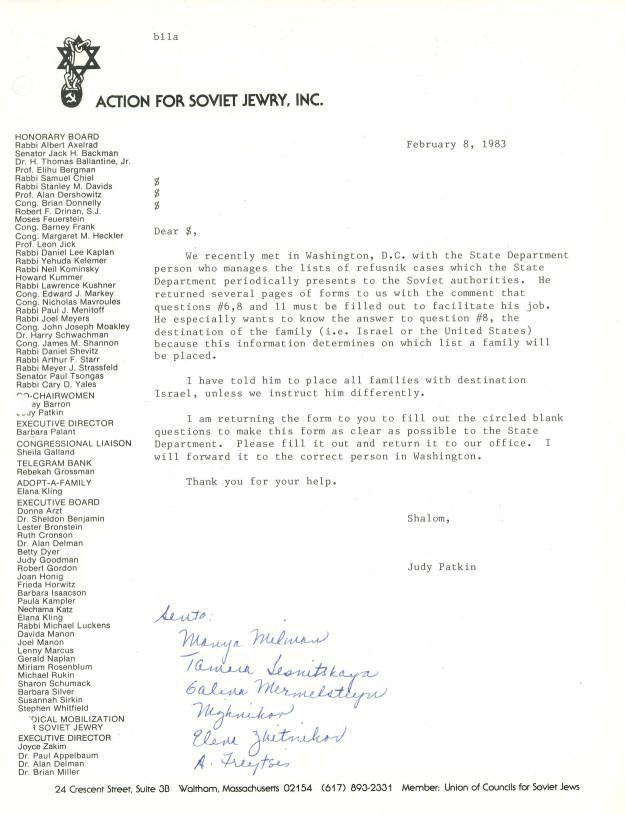 b11a
ACTION FOR SOVIET JEWRY, INC.
HONORARY BOARD
Rabbi Albert Axelrad
Senator Jack H. Backman
Dr. H. Thomas Ballantine, Jr.
Prof. Elihu Bergman
Rabbi Samuel Chiel
Rabbi Stanley M. Davids
Prof. Alan Dershowitz
Cong. Brian Donnelly
Robert F. Drinan, S.J.
Moses Feuerstein
Cong. Barney Frank
Cong. Margaret M. Heckler
Prof. Leon Jick
Rabbi Daniel Lee Kaplan
Rabbi Yehuda Kelemer
Rabbi Neil Kominsky
Howard Kummer
Rabbi Lawrence Kushner
Cong. Edward J. Markey
Cong. Nicholas Mavroules
Rabbi Paul J. Menitoff
Rabbi Joel Meyers
Cong. John Joseph Moakley
Dr. Harry Schwachman
Cong. James M. Shannon
Rabbi Daniel Shevitz
Rabbi Arthur F. Starr
Rabbi Meyer J. Strassfeld
Senator Paul Tsongas
Rabbi Cary D. Yales
CO-CHAIRWOMEN
ey Barron
Judy Patkin
EXECUTIVE DIRECTOR
Barbara Palant
CONGRESSIONAL LIAISON
Sheila Galland
TELEGRAM BANK
Rebekah Grossman
ADOPT-A-FAMILY
Elana Kling
EXECUTIVE BOARD
Donna Arzt
Dr. Sheldon Benjamin
Lester Bronstein
Ruth Cronson
Dr. Alan Delman
Betty Dyer
Judy Goodman
Robert Gordon
Joan Honig
Frieda Horwitz
Barbara Isaacson
Paula Kampler
Nechama Katz
Elana Kling
Rabbi Michael Luckens
Davida Manon
Joel Manon
Lenny Marcus
Gerald Naplan
Miriam Rosenblum
Michael Rukin
Sharon Schumack
Barbara Silver
Susannah Sirkin
Stephen Whitfield
DICAL MOBILIZATION
R SOVIET JEWRY
EXECUTIVE DIRECTOR
Joyce Zakim
Dr. Paul Appelbaum
Dr. Alan Delman
Dr. Brian Miller
February 8, 1983
$
$
$
Dear $,
We recently met in Washington, D.C. with the State Department
person who manages the lists of refusnik cases which the State
Department periodically presents to the Soviet authorities. He
returned several pages of forms to us with the comment that
questions #6,8 and 11 must be filled out to facilitate his job.
He especially wants to know the answer to question #8, the
destination of the family (i.e. Israel or the United States)
because this information determines on which list a family will
be placed.
I have told him to place all families with destination
Israel, unless we instruct him differently.
I am returning the form to you to fill out the circled blank
questions to make this form as clear as possible to the State
Department. Please fill it out and return it to our office. I
will forward it to the correct person in Washington.
Thank you for your help.
Shalom,
Judy Patkin
Sent to:
Manya Milman
Tamara Lesnitskaya
Galina Mermelsteyn
Elena Zhitnikov
24 Crescent Street, Suite 3B Waltham, Massachusetts 02154 (617) 893-2331 Member: Union of Councils for Soviet Jews